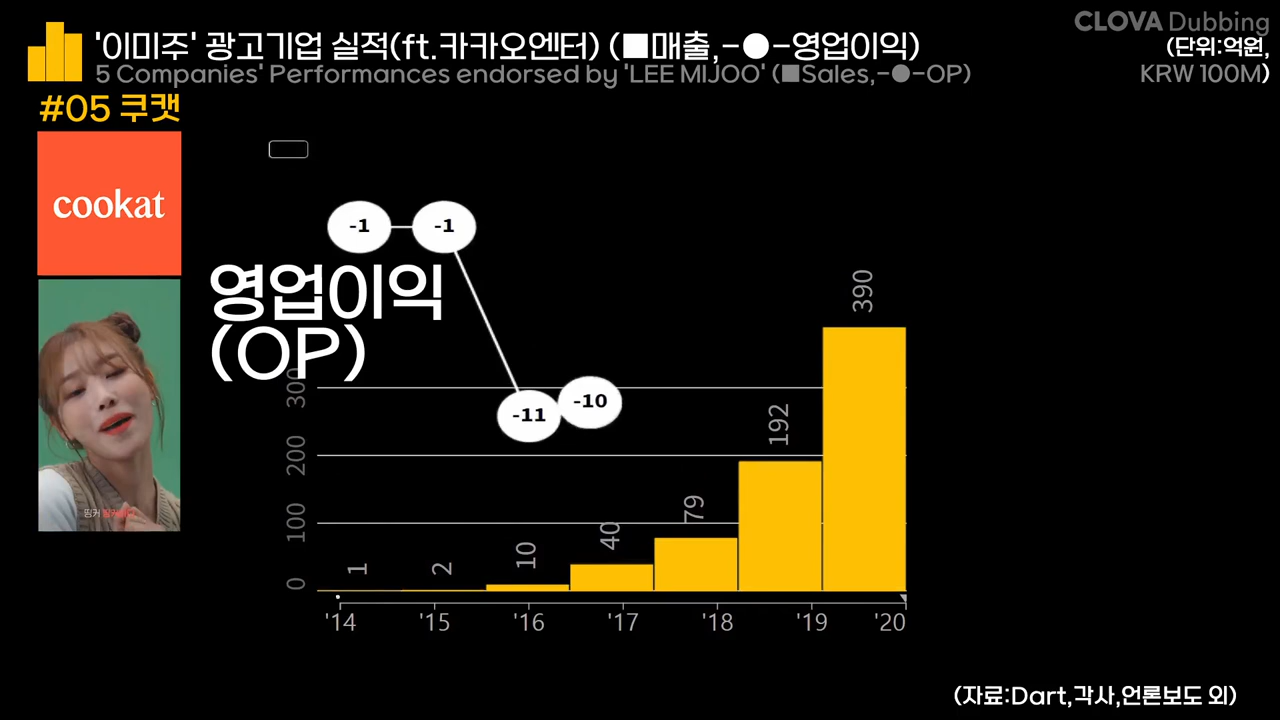 CLOVA Dubbing
'이미주' 광고기업 실적(ft.카카오엔터) (■매출,-●-영업이익)
(단위:억원,
5 Companies' Performances endorsed by 'LEE MIJOO' (■Sales,-●-OP)
KRW 100M)
#05 쿠캣
cookat
-1
-1
영업이익
(OP)
390
300
-11
-10
192
200
79
100
40
10
2
1
0
'14
'15
'16
'17
'18
'19
'20
(자료:Dart,각사,언론보도 외)